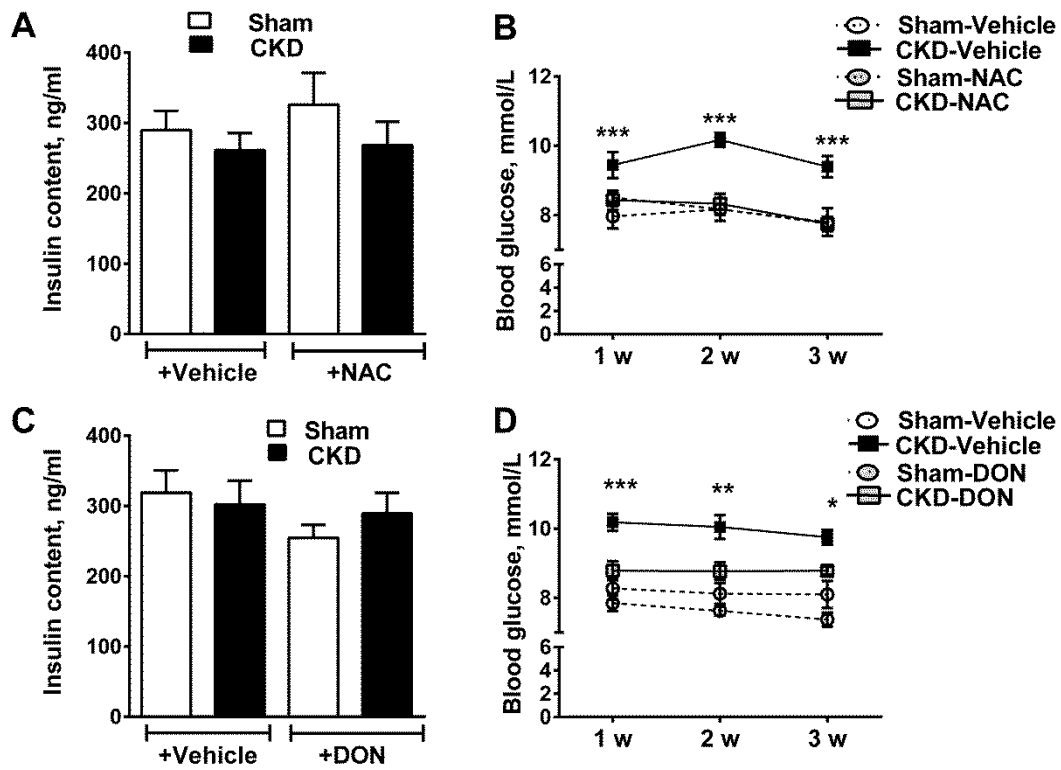 A
Sham
CKD
Insulin content, ng/ml
400
300
200
100
0
+Vehicle
+NAC
B
Sham-Vehicle
CKD-Vehicle
Sham-NAC
CKD-NAC
Blood glucose, mmol/L
12
10
8
6
4
2
0
***
***
***
1 w
2 w
3 w
C
Sham
CKD
Insulin content, ng/ml
400
300
200
100
0
+Vehicle
+DON
D
Sham-Vehicle
CKD-Vehicle
Sham-DON
CKD-DON
Blood glucose, mmol/L
12
10
8
6
4
2
0
***
**
*
1 w
2 w
3 w